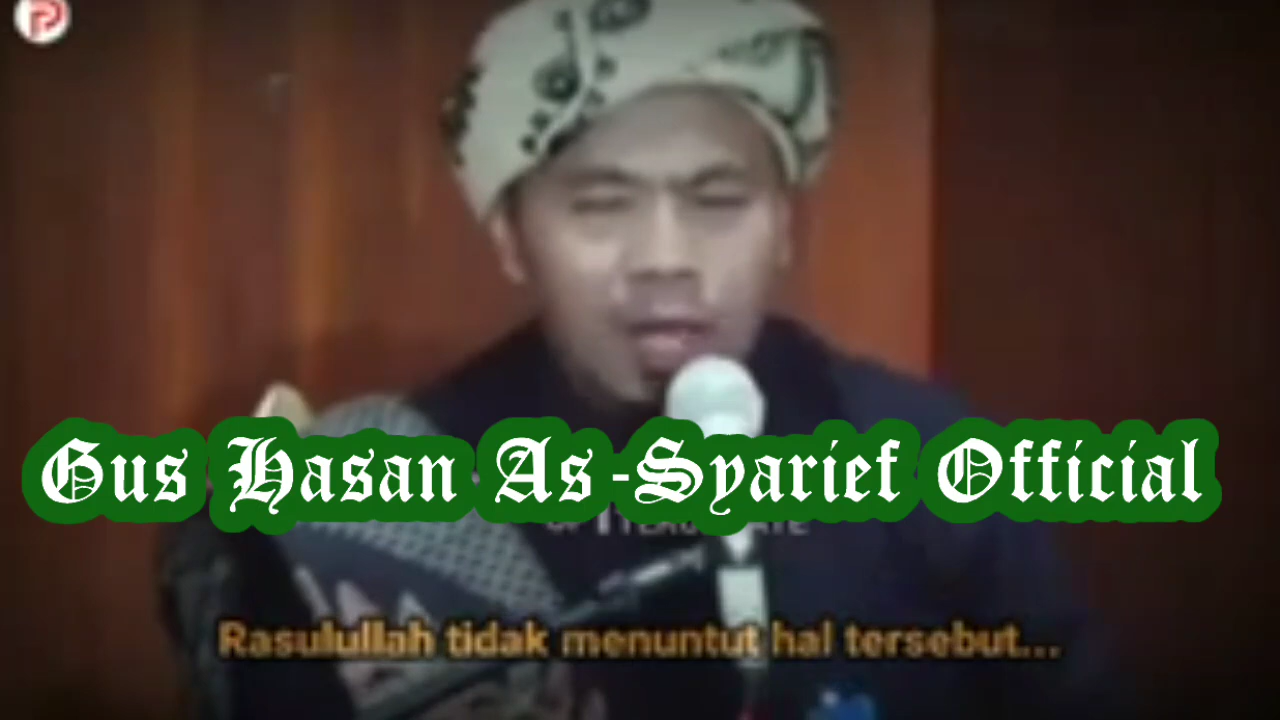 Gus Hasan As-Syarief Official
Rasulullah tidak menuntut hal tersebut...